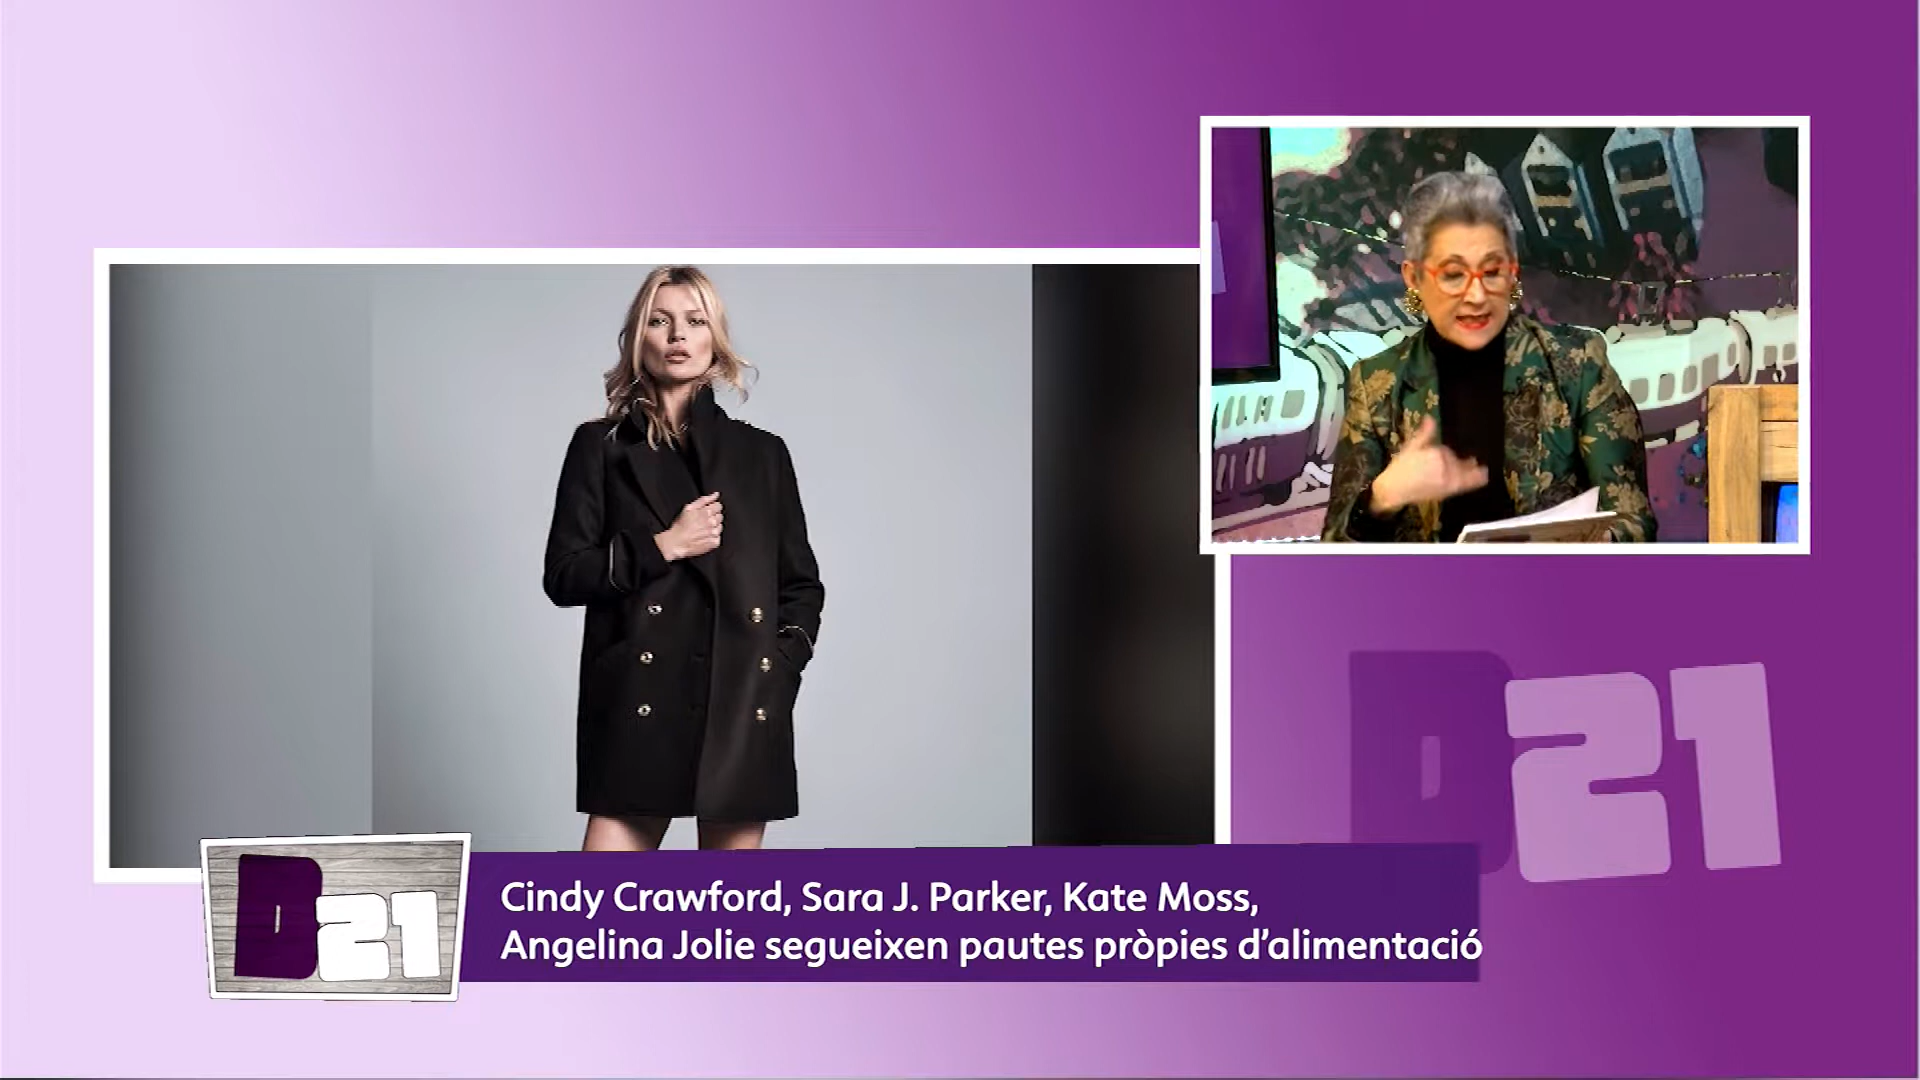 D21
D21
Cindy Crawford, Sara J. Parker, Kate Moss,
Angelina Jolie segueixen pautes pròpies d’alimentació